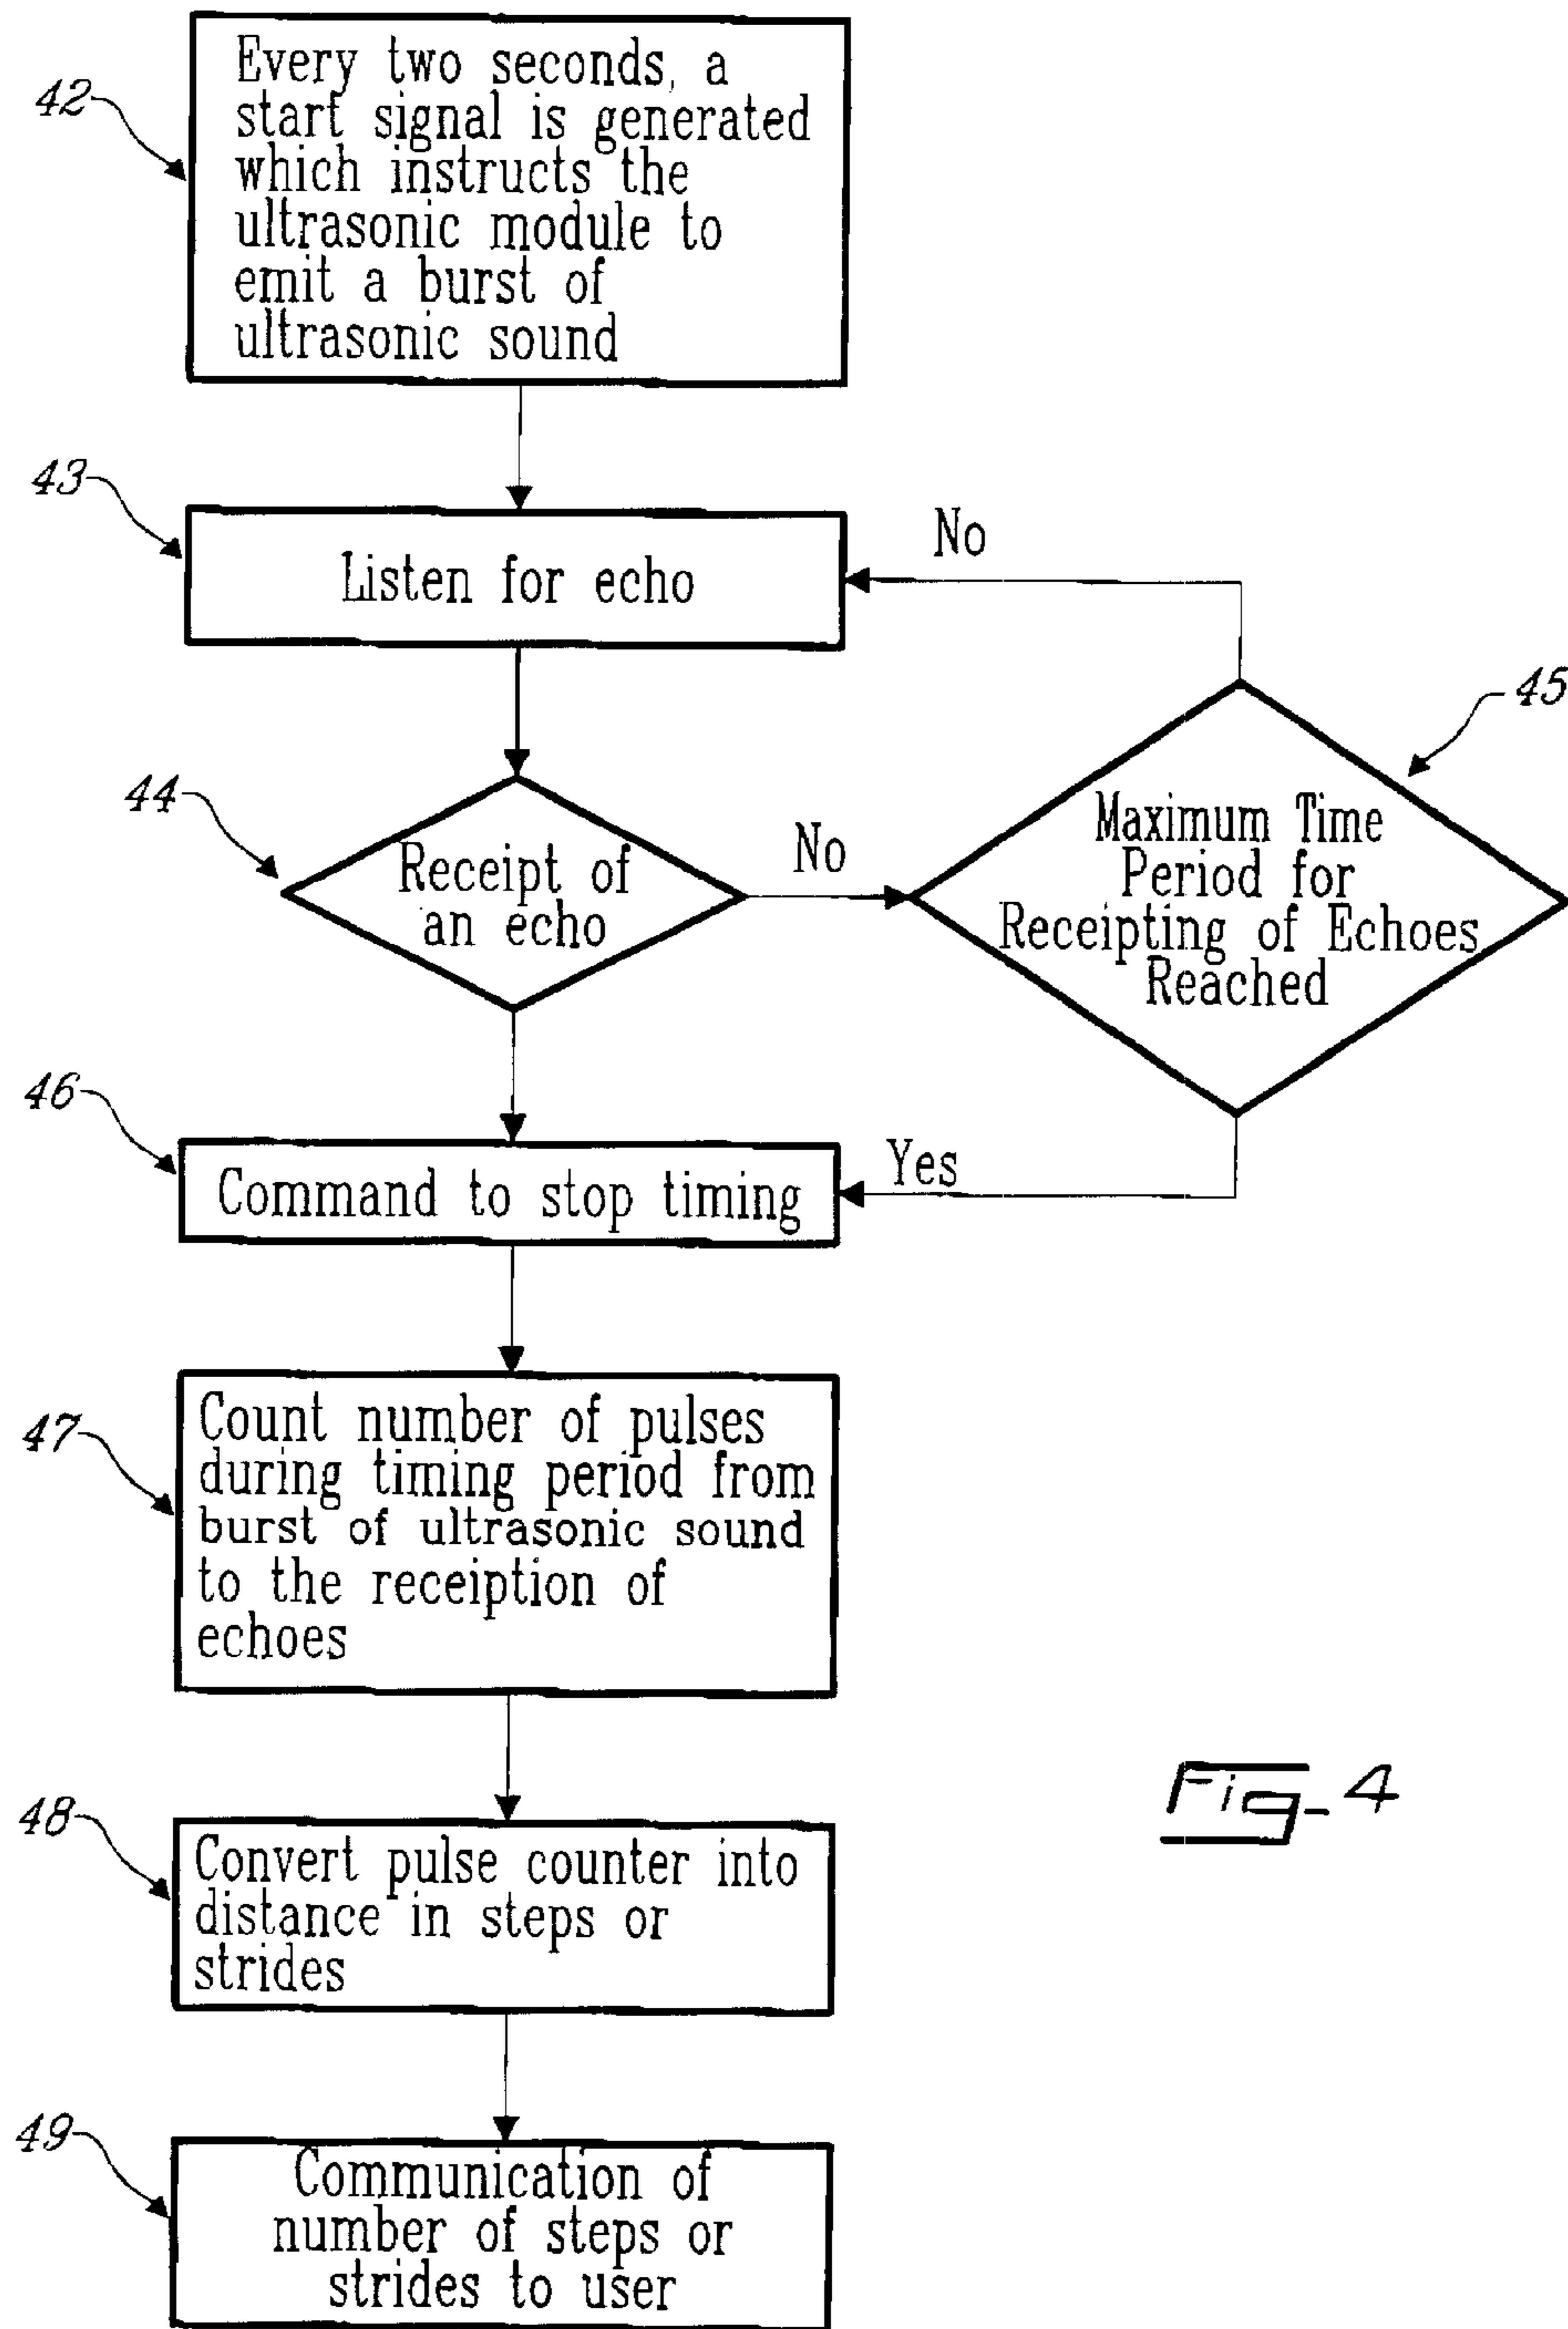 42
Every two seconds, a
start signal is generated
which instructs the
ultrasonic module to
emit a burst of
ultrasonic sound
43
Listen for echo
No
44
Receipt of
an echo
No
45
Maximum Time
Period for
Receipting of Echoes
Reached
46
Command to stop timing
Yes
47
Count number of pulses
during timing period from
burst of ultrasonic sound
to the receiption of
echoes
48
Convert pulse counter into
distance in steps or
strides
Fig-4
49
Communication of
number of steps or
strides to user